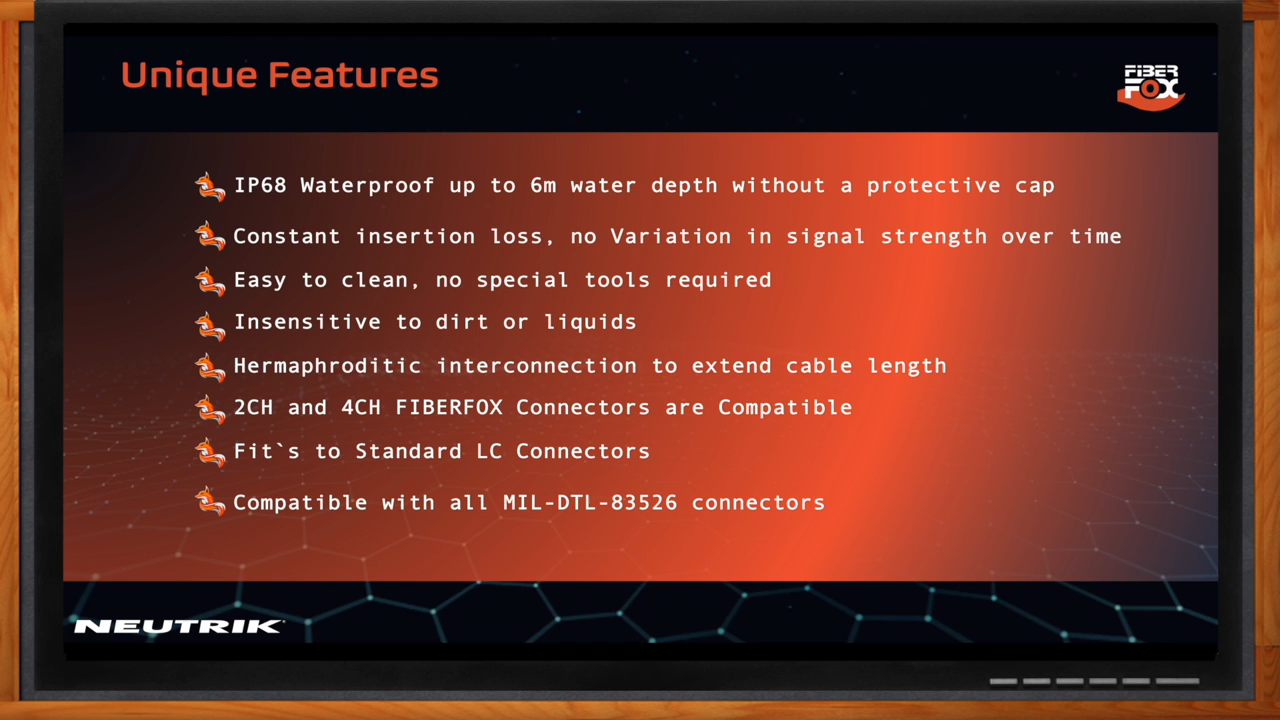 Unique Features
FiBER
FOX
IP68 Waterproof up to 6m water depth without a protective cap
Constant insertion loss, no Variation in signal strength over time
Easy to clean, no special tools required
Insensitive to dirt or liquids
Hermaphroditic interconnection to extend cable length
2CH and 4CH FIBERFOX Connectors are Compatible
Fit`s to Standard LC Connectors
Compatible with all MIL-DTL-83526 connectors
NEUTRIK